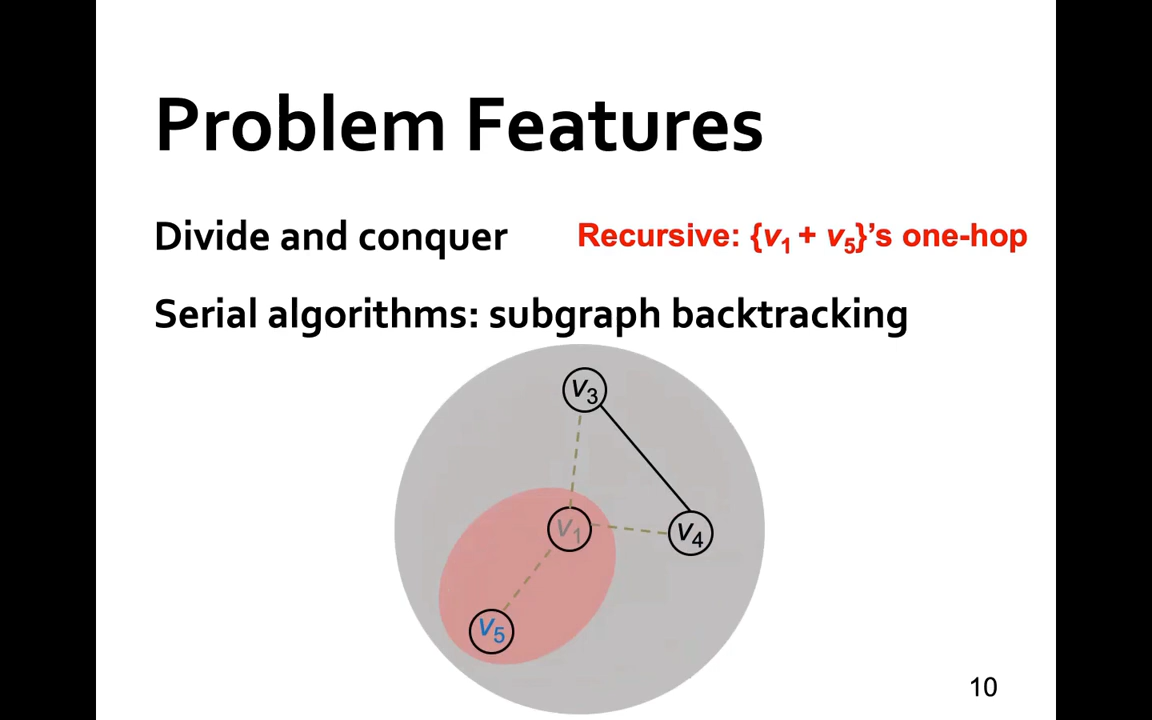 Problem Features
Divide and conquer
Recursive: {v1 + v5}’s one-hop
Serial algorithms: subgraph backtracking
v3
v1
v4
v5
10